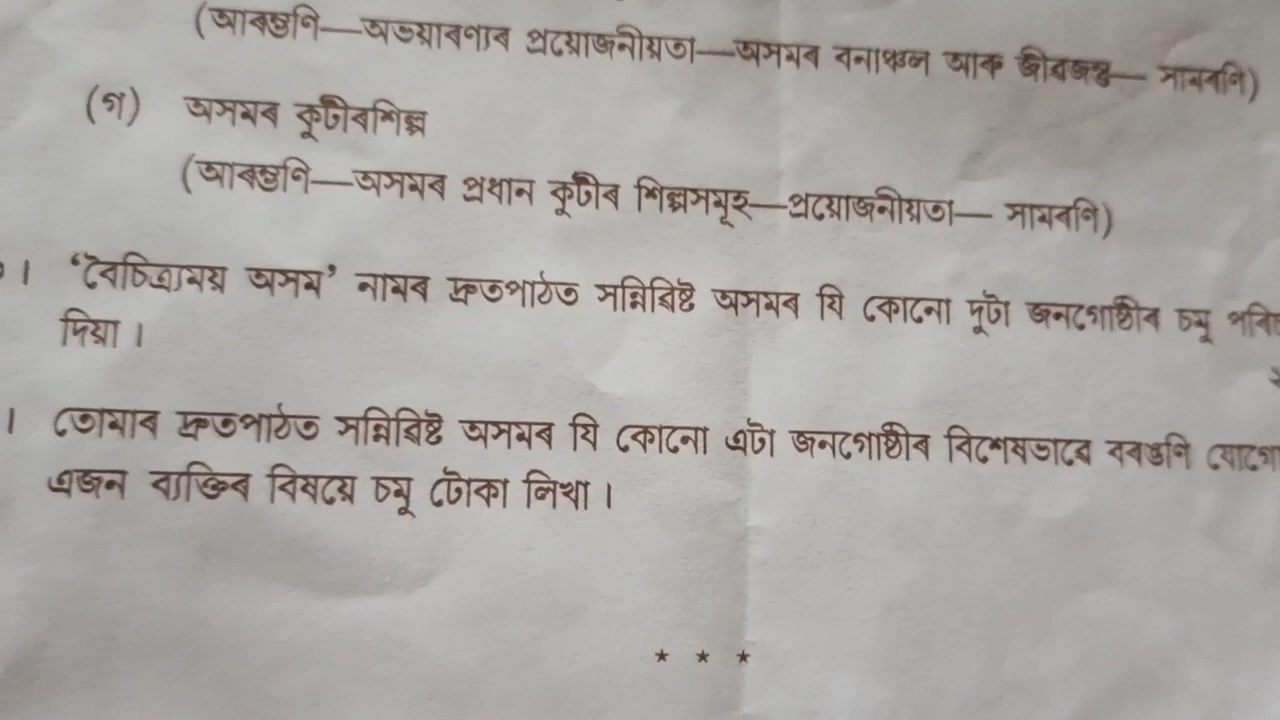 (আৰম্ভণি—অভয়াৰণ্যৰ প্ৰয়োজনীয়তা—অসমৰ বনাঞ্চল আৰু জীৱজন্তু— সামৰণি)
(গ) অসমৰ কুটীৰশিল্প
(আৰম্ভণি—অসমৰ প্ৰধান কুটীৰ শিল্পসমূহ—প্ৰয়োজনীয়তা— সামৰণি)
। ‘বৈচিত্ৰ্যময় অসম’ নামৰ দ্ৰুতপাঠত সন্নিৱিষ্ট অসমৰ যি কোনো দুটা জনগোষ্ঠীৰ চমু
দিয়া ।
। তোমাৰ দ্ৰুতপাঠত সন্নিৱিষ্ট অসমৰ যি কোনো এটা জনগোষ্ঠীৰ বিশেষভাৱে বৰঙণি
এজন ব্যক্তিৰ বিষয়ে চমু টোকা লিখা ।
* * *